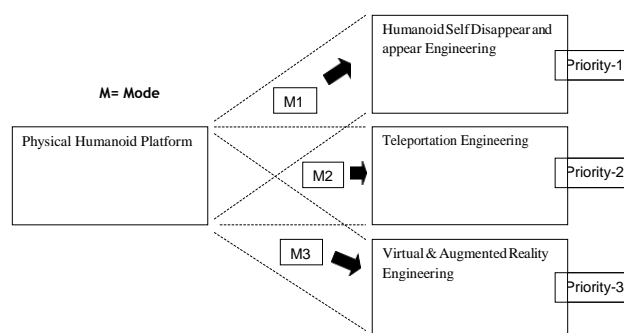 Humanoid Self Disappear and
appear Engineering
Priority-1
M1
M= Mode
Physical Humanoid Platform
Teleportation Engineering
Priority-2
M2
M3
Virtual & Augmented Reality
Engineering
Priority-3